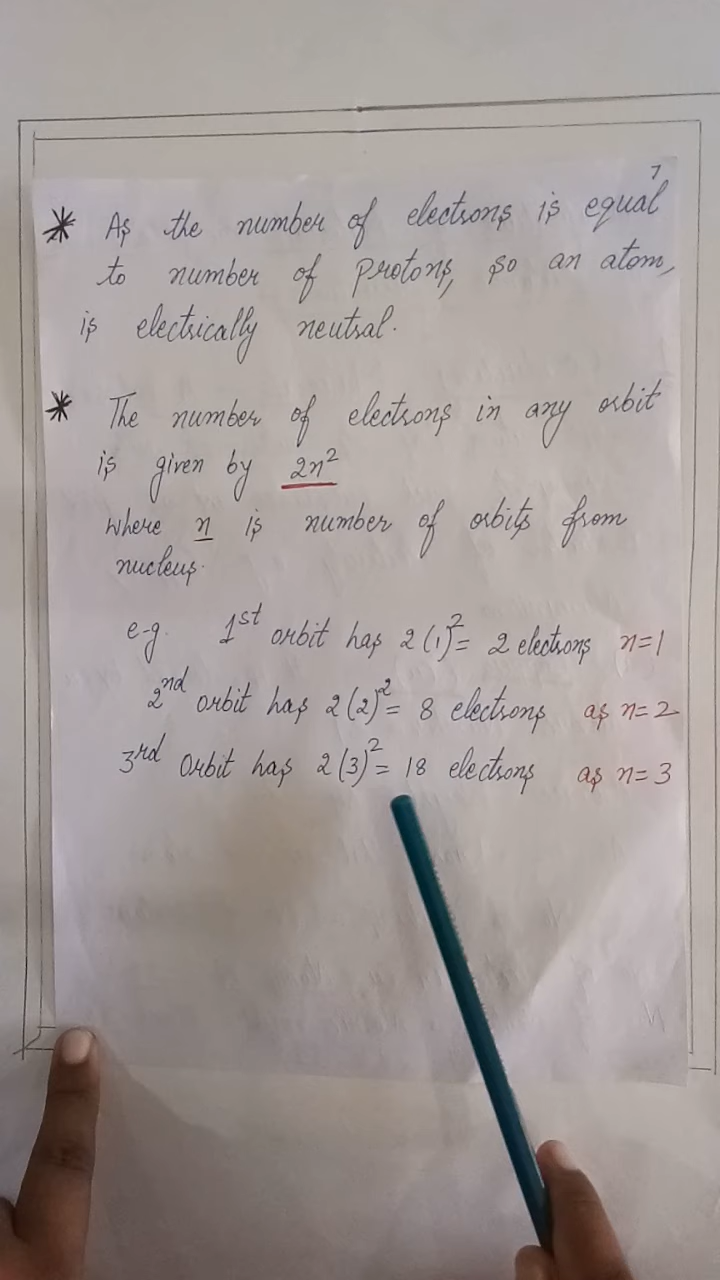 7
* As the number of electrons is equal
to number of protons, so an atom,
is electrically neutral.
* The number of electrons in any orbit
is given by 2n²
where n is number of orbits from
nucleus.
e-g. 1st orbit has 2(1)² = 2 electrons n=1
2nd orbit has 2(2)² = 8 electrons as n=2
3rd Orbit has 2(3)² = 18 electrons as n=3